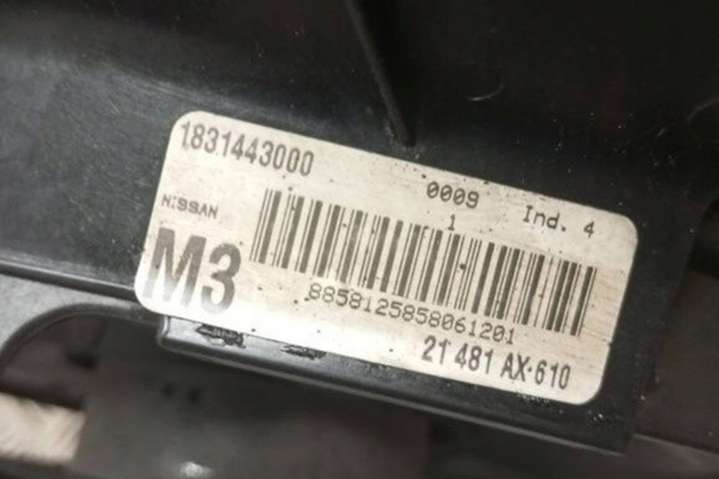 1831443000
0009 Ind. 4
1
NISSAN
M3
8858125858061201
21 481 AX-610